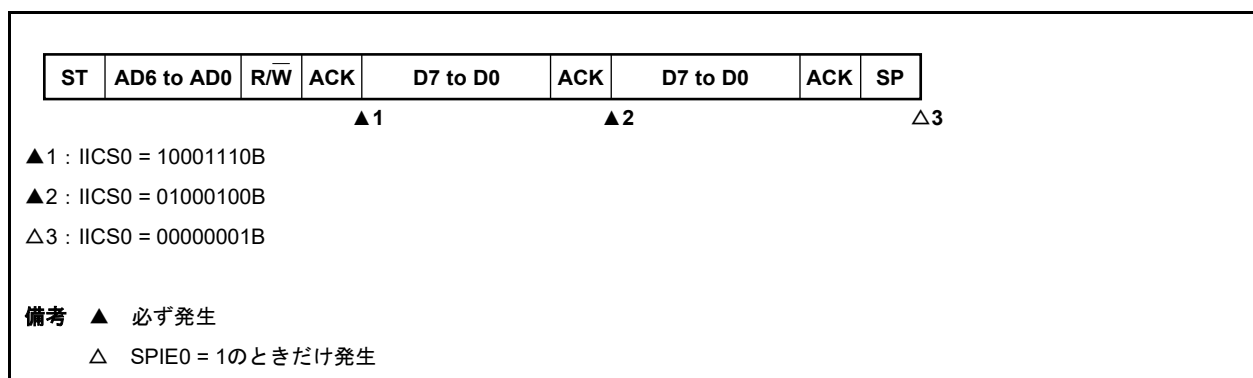 ST AD6 to AD0 R/W̅ ACK D7 to D0 ACK D7 to D0 ACK SP
▲1 ▲2 △3
▲1：IICS0 = 10001110B
▲2：IICS0 = 01000100B
△3：IICS0 = 00000001B
備考 ▲ 必ず発生
△ SPIE0 = 1のときだけ発生